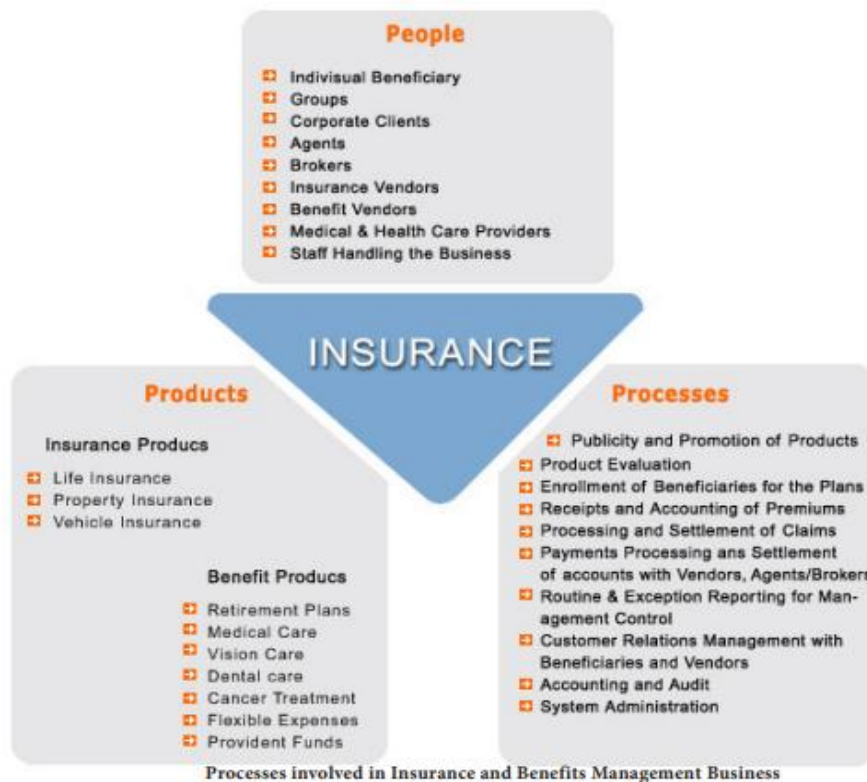 People
Indivisual Beneficiary
Groups
Corporate Clients
Agents
Brokers
Insurance Vendors
Benefit Vendors
Medical & Health Care Providers
Staff Handling the Business
INSURANCE
Products
Insurance Producs
Life Insurance
Property Insurance
Vehicle Insurance
Benefit Producs
Retirement Plans
Medical Care
Vision Care
Dental care
Cancer Treatment
Flexible Expenses
Provident Funds
Processes
Publicity and Promotion of Products
Product Evaluation
Enrollment of Beneficiaries for the Plans
Receipts and Accounting of Premiums
Processing and Settlement of Claims
Payments Processing ans Settlement
of accounts with Vendors, Agents/Broker
Routine & Exception Reporting for Man-
agement Control
Customer Relations Management with
Beneficiaries and Vendors
Accounting and Audit
System Administration
Processes involved in Insurance and Benefits Management Business